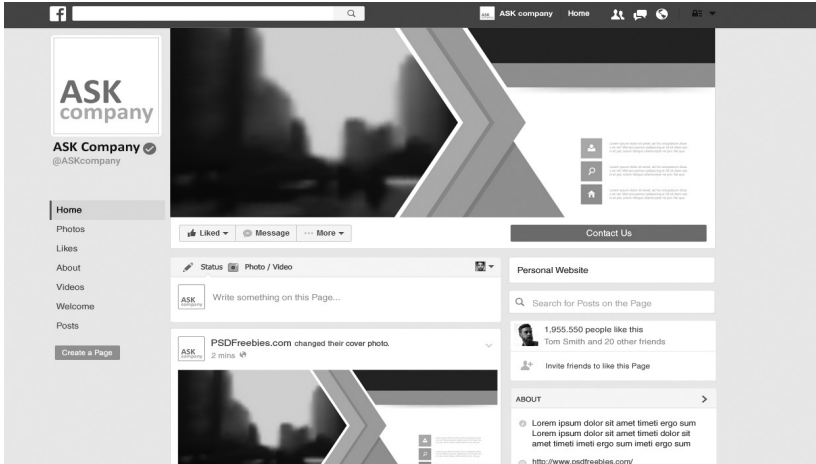 ASK company
Home
ASK
company
ASK Company
@ASKcompany
Home
Photos
Likes
About
Videos
Welcome
Posts
Create a Page
Liked
Message
More
Contact Us
Status
Photo / Video
ASK
company
Write something on this Page...
ASK
company
PSDFreebies.com changed their cover photo.
2 mins
Personal Website
Search for Posts on the Page
1,955.550 people like this
Tom Smith and 20 other friends
Invite friends to like this Page
ABOUT
Lorem ipsum dolor sit amet timeti ergo sum
Lorem ipsum dolor sit amet timeti dolor sit
amet timeti imeti ergo sum imeti ergo sum
http://www.psdfreebies.com/